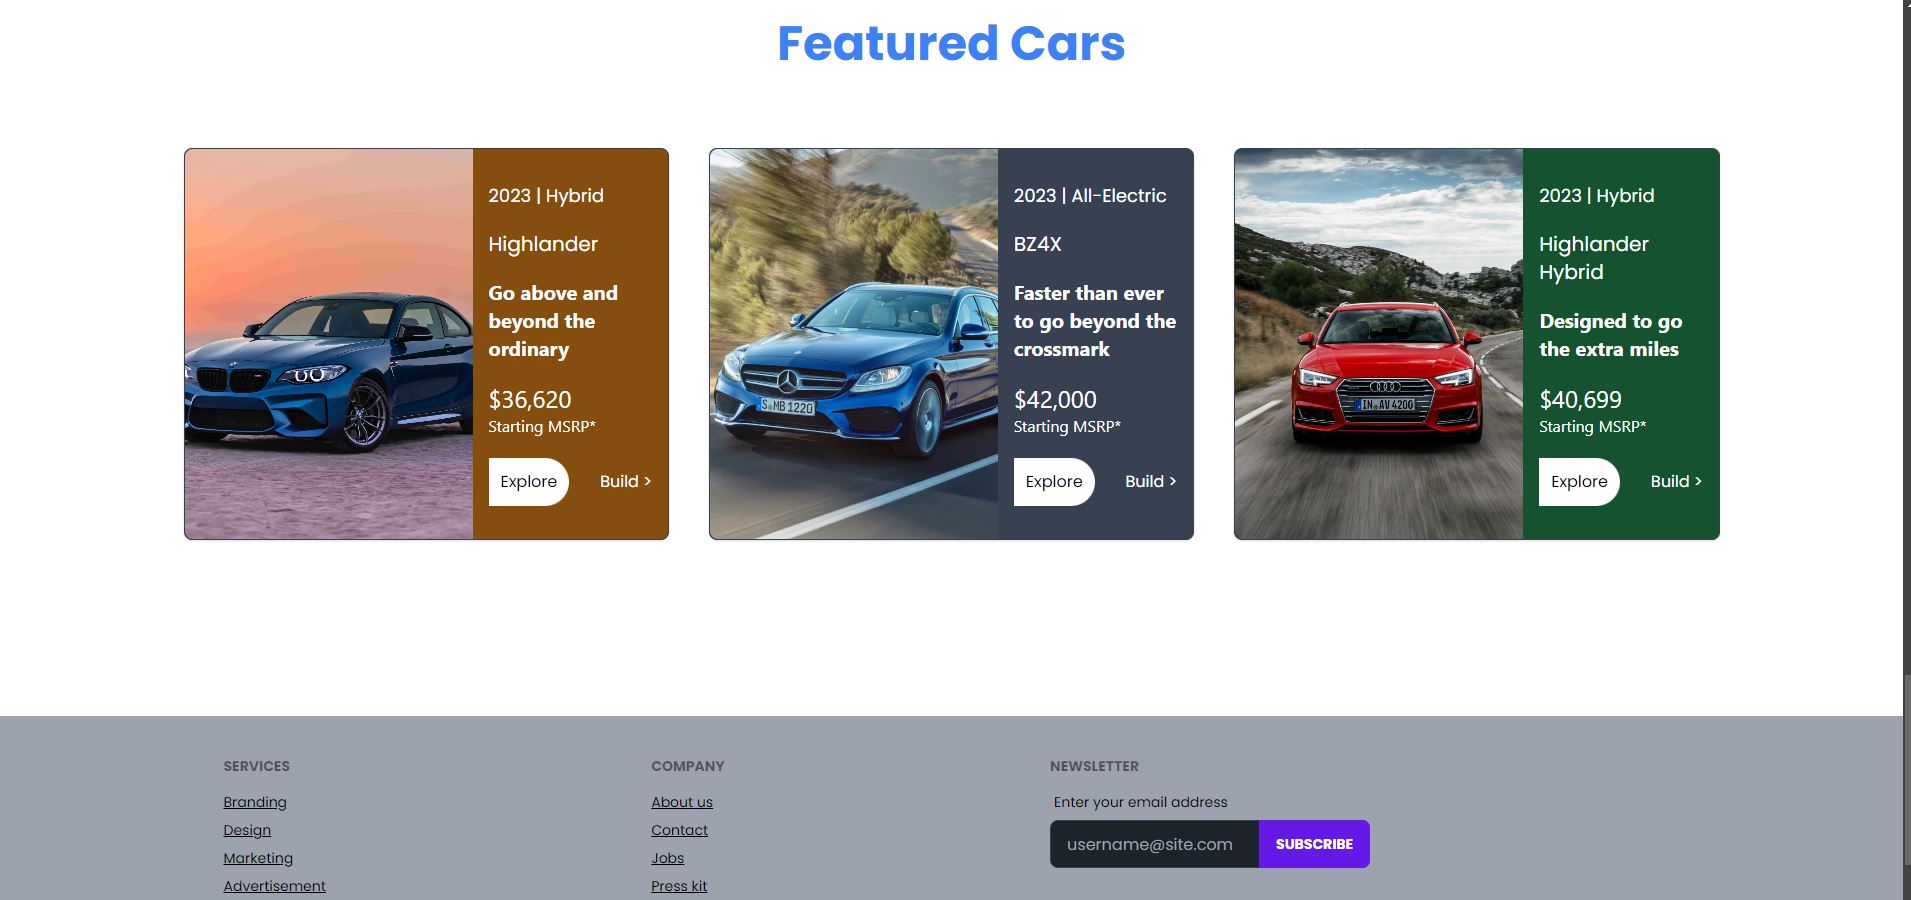 Featured Cars
2023 | Hybrid
Highlander
Go above and
beyond the
ordinary
$36,620
Starting MSRP*
Explore
Build >
S MB 1220
2023 | All-Electric
BZ4X
Faster than ever
to go beyond the
crossmark
$42,000
Starting MSRP*
Explore
Build >
IN AV 4200
2023 | Hybrid
Highlander
Hybrid
Designed to go
the extra miles
$40,699
Starting MSRP*
Explore
Build >
SERVICES
Branding
Design
Marketing
Advertisement
COMPANY
About us
Contact
Jobs
Press kit
NEWSLETTER
Enter your email address
username@site.com
SUBSCRIBE